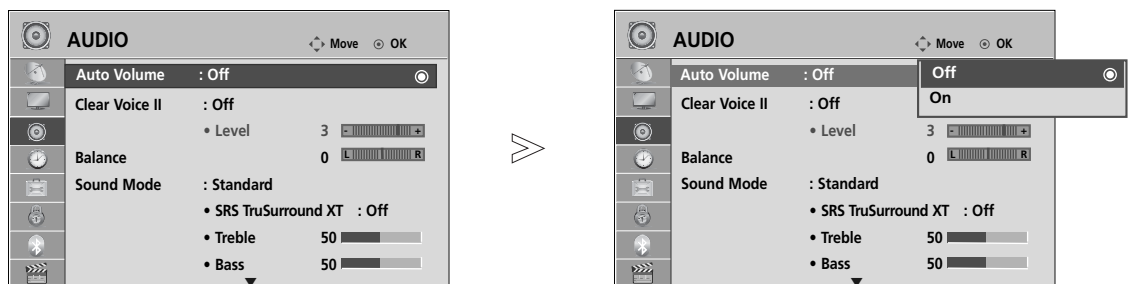 AUDIO Move OK
Auto Volume : Off
Clear Voice II : Off
• Level 3 - +
Balance 0 L R
Sound Mode : Standard
• SRS TruSurround XT : Off
• Treble 50
• Bass 50
AUDIO Move OK
Auto Volume : Off
Off
On
Clear Voice II : Off
• Level 3 - +
Balance 0 L R
Sound Mode : Standard
• SRS TruSurround XT : Off
• Treble 50
• Bass 50